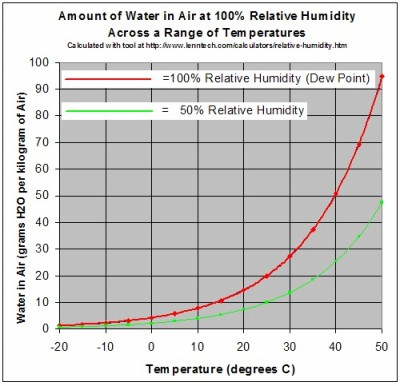 Amount of Water in Air at 100% Relative Humidity
Across a Range of Temperatures
Calculated with tool at http://www.lenntech.com/calculators/relative-humidity.htm
Water in Air (grams H2O per kilogram of Air)
100
90
80
70
60
50
40
30
20
10
0
=100% Relative Humidity (Dew Point)
= 50% Relative Humidity
-20 -10 0 10 20 30 40 50
Temperature (degrees C)